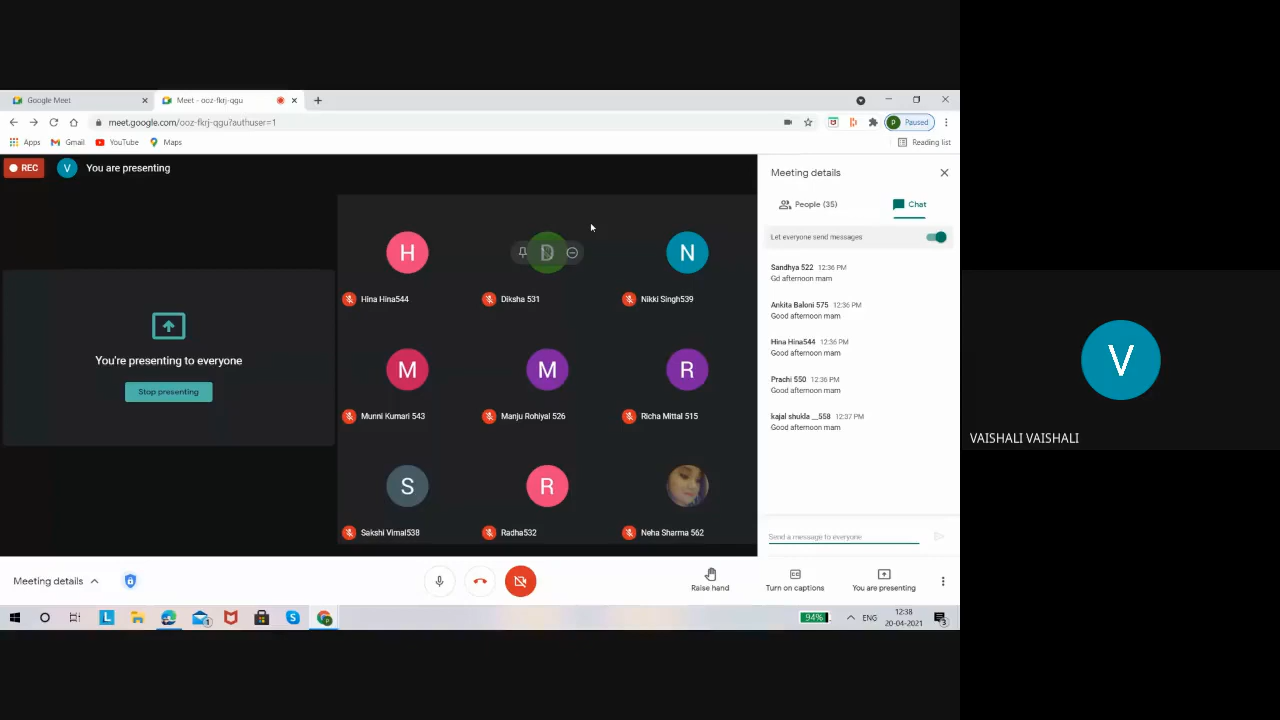 Google Meet
Meet - ooz-fkrj-qgu
meet.google.com/ooz-fkrj-qgu?authuser=1
P Paused
Apps Gmail YouTube Maps Reading list
REC V You are presenting
Meeting details
People (35) Chat
Let everyone send messages
H
D
N
Hina Hina544
Diksha 531
Nikki Singh539
You're presenting to everyone
Stop presenting
M
M
R
Munni Kumari 543
Manju Rohiyal 526
Richa Mittal 515
S
R
Sakshi Vimal538
Radha532
Neha Sharma 562
Sandhya 522 12:36 PM
Gd afternoon mam
Ankita Baloni 575 12:36 PM
Good afternoon mam
Hina Hina544 12:36 PM
Good afternoon mam
Prachi 550 12:36 PM
Good afternoon mam
kajal shukla __558 12:37 PM
Good afternoon mam
Send a message to everyone
Meeting details
Raise hand
Turn on captions
You are presenting
L
1
S
94%
ENG
12:38
20-04-2021
3
V
VAISHALI VAISHALI